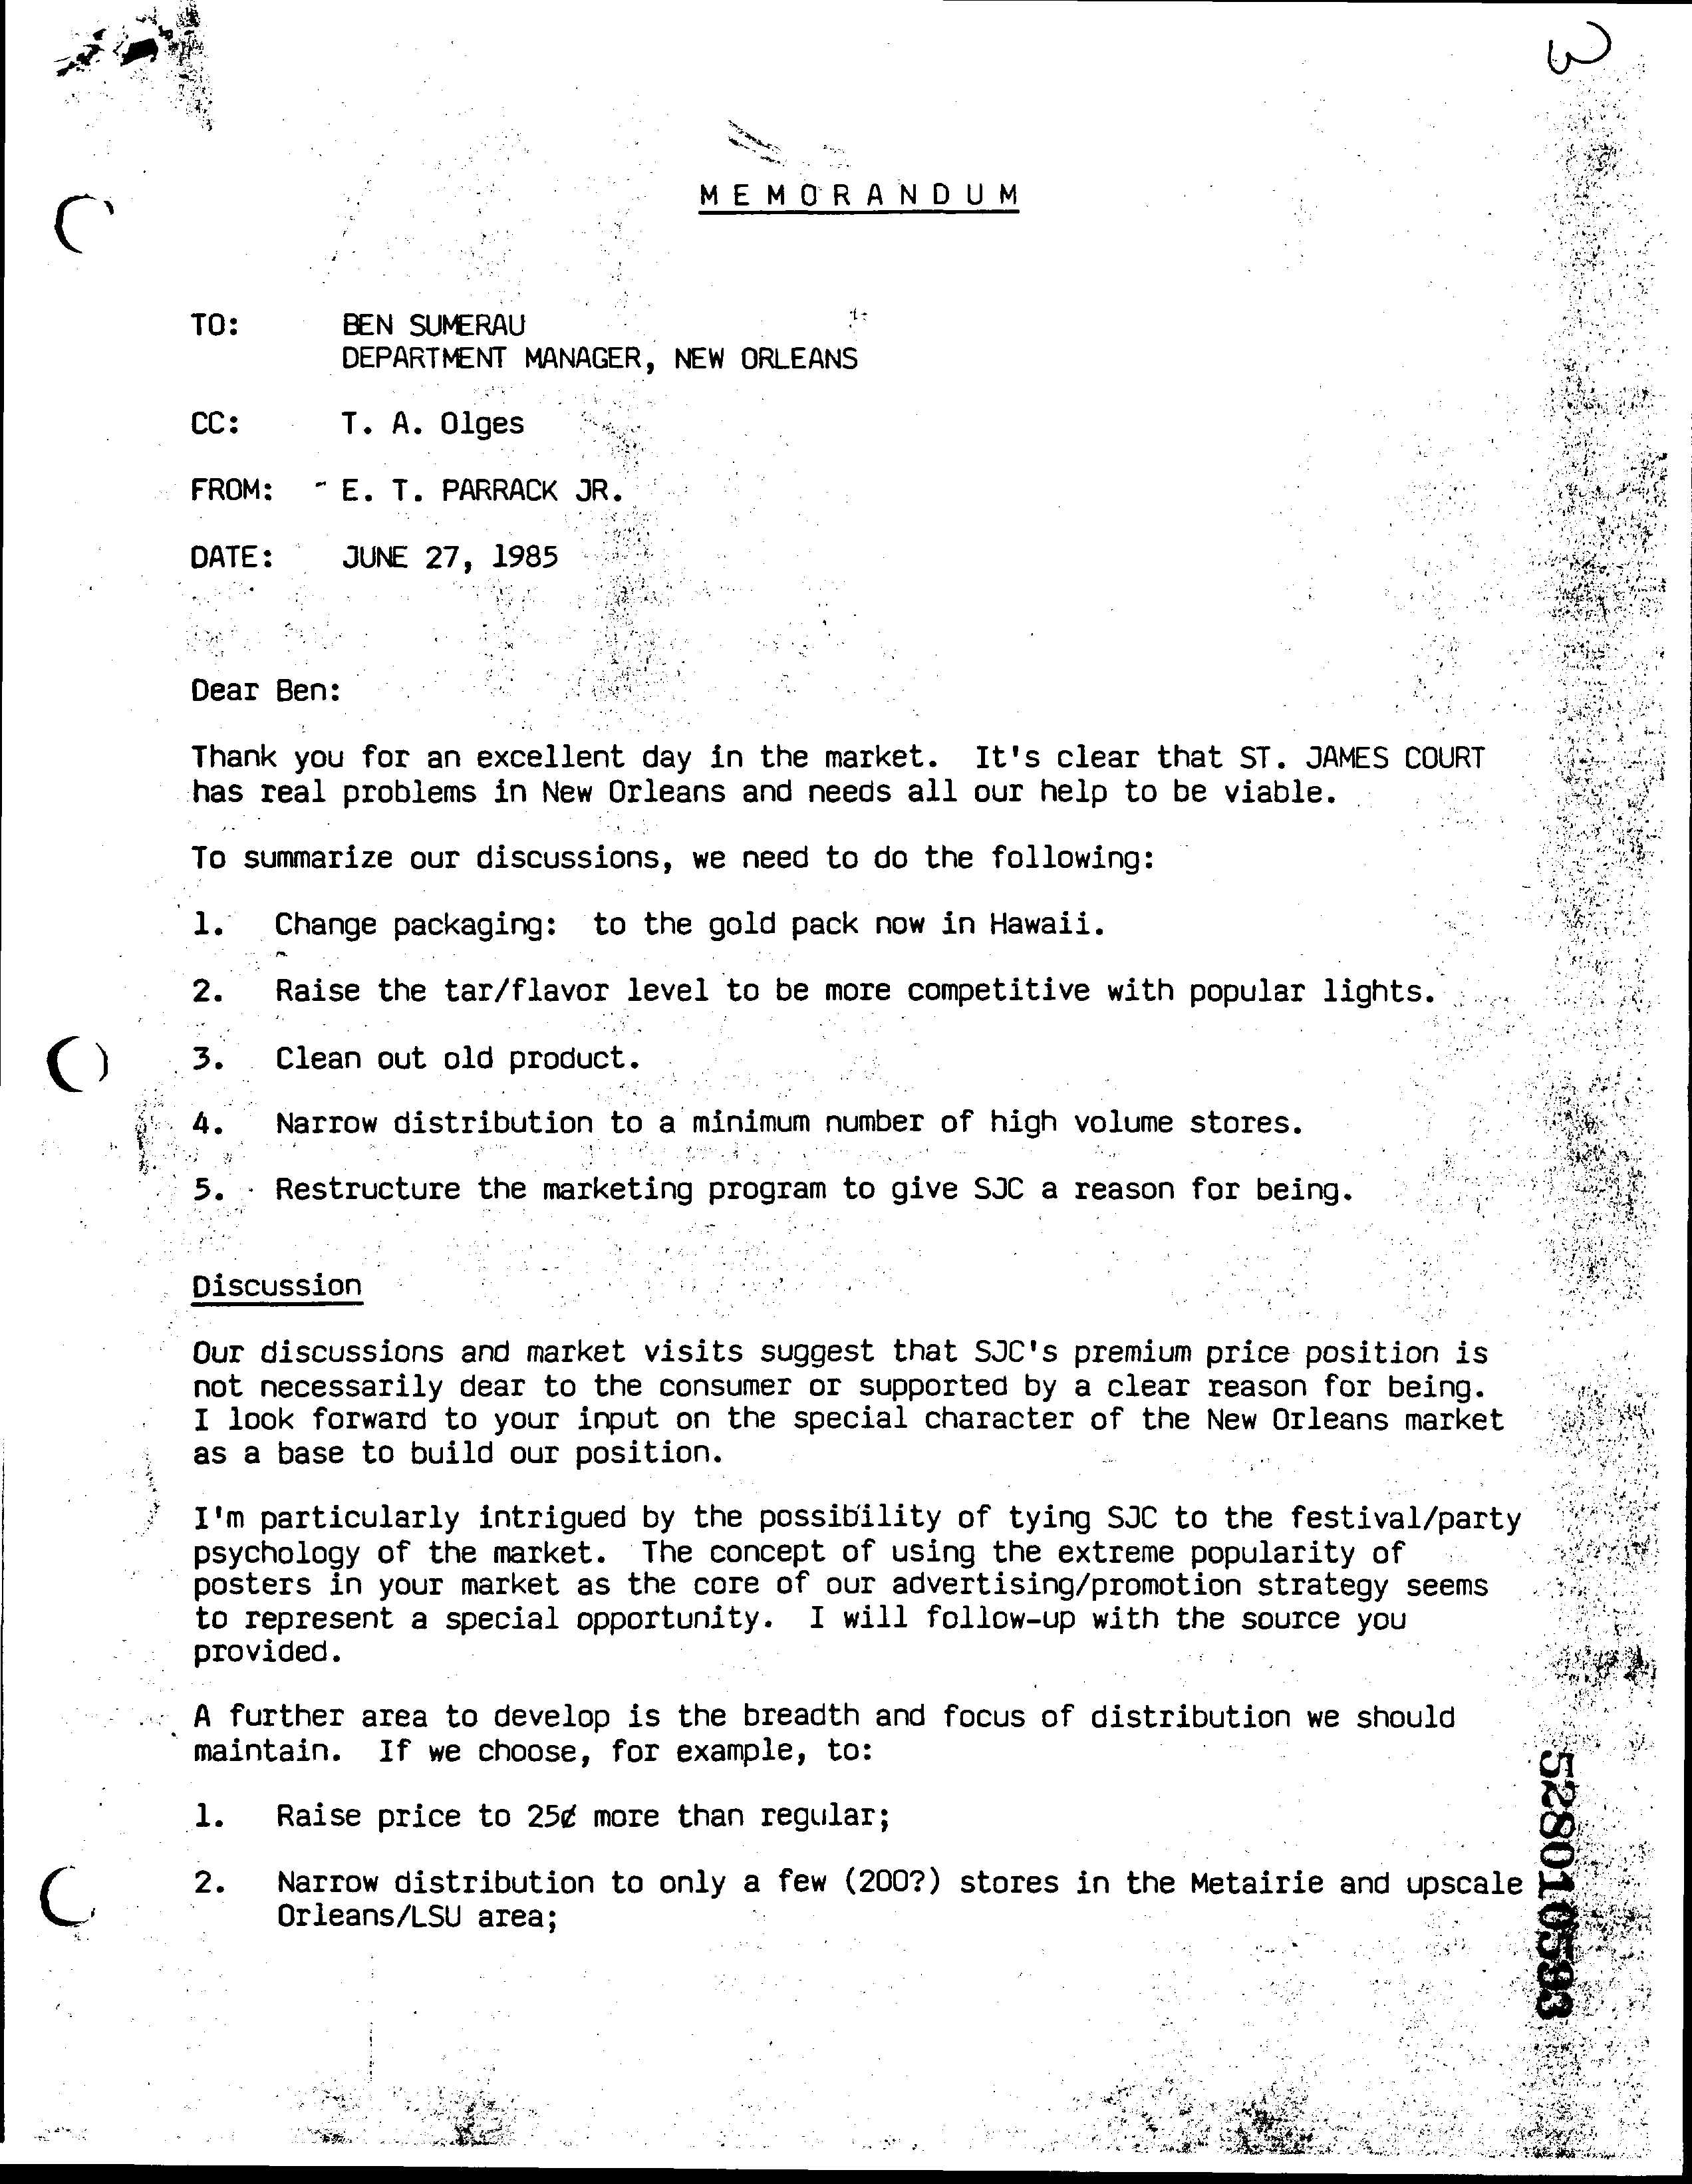 3
MEMORANDUM
TO: BEN SUMERAU
DEPARTMENT MANAGER, NEW ORLEANS
CC: T. A. Olges
FROM: E. T. PARRACK JR.
DATE: JUNE 27, 1985
Dear Ben:
Thank you for an excellent day in the market. It's clear that ST. JAMES COURT
has real problems in New Orleans and needs all our help to be viable.
To summarize our discussions, we need to do the following:
1. Change packaging: to the gold pack now in Hawaii.
2. Raise the tar/flavor level to be more competitive with popular lights.
3. Clean out old product.
4. Narrow distribution to a minimum number of high volume stores.
5. Restructure the marketing program to give SJC a reason for being.
Discussion
Our discussions and market visits suggest that SJC's premium price position is
not necessarily dear to the consumer or supported by a clear reason for being.
I look forward to your input on the special character of the New Orleans market
as a base to build our position.
I'm particularly intrigued by the possibility of tying SJC to the festival/party
psychology of the market. The concept of using the extreme popularity of
posters in your market as the core of our advertising/promotion strategy seems
to represent a special opportunity. I will follow-up with the source you
provided.
A further area to develop is the breadth and focus of distribution we should
maintain. If we choose, for example, to:
1. Raise price to 25¢ more than regular;
2. Narrow distribution to only a few (200?) stores in the Metairie and upscale
Orleans/LSU area;
528010593